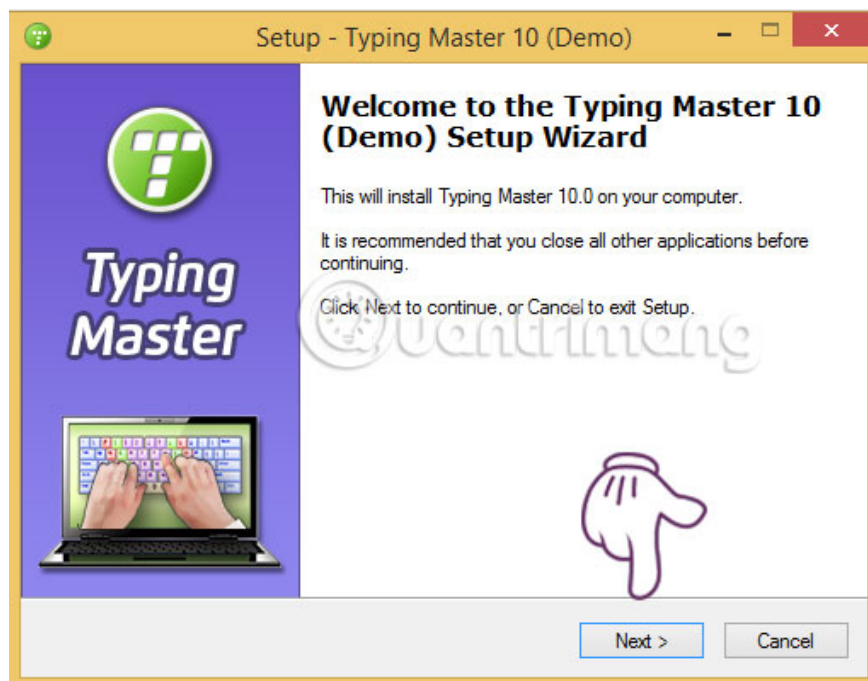 Setup - Typing Master 10 (Demo)
Typing
Master
Welcome to the Typing Master 10
(Demo) Setup Wizard
This will install Typing Master 10.0 on your computer.
It is recommended that you close all other applications before
continuing.
Click Next to continue, or Cancel to exit Setup.
Quantrimang
Next >
Cancel